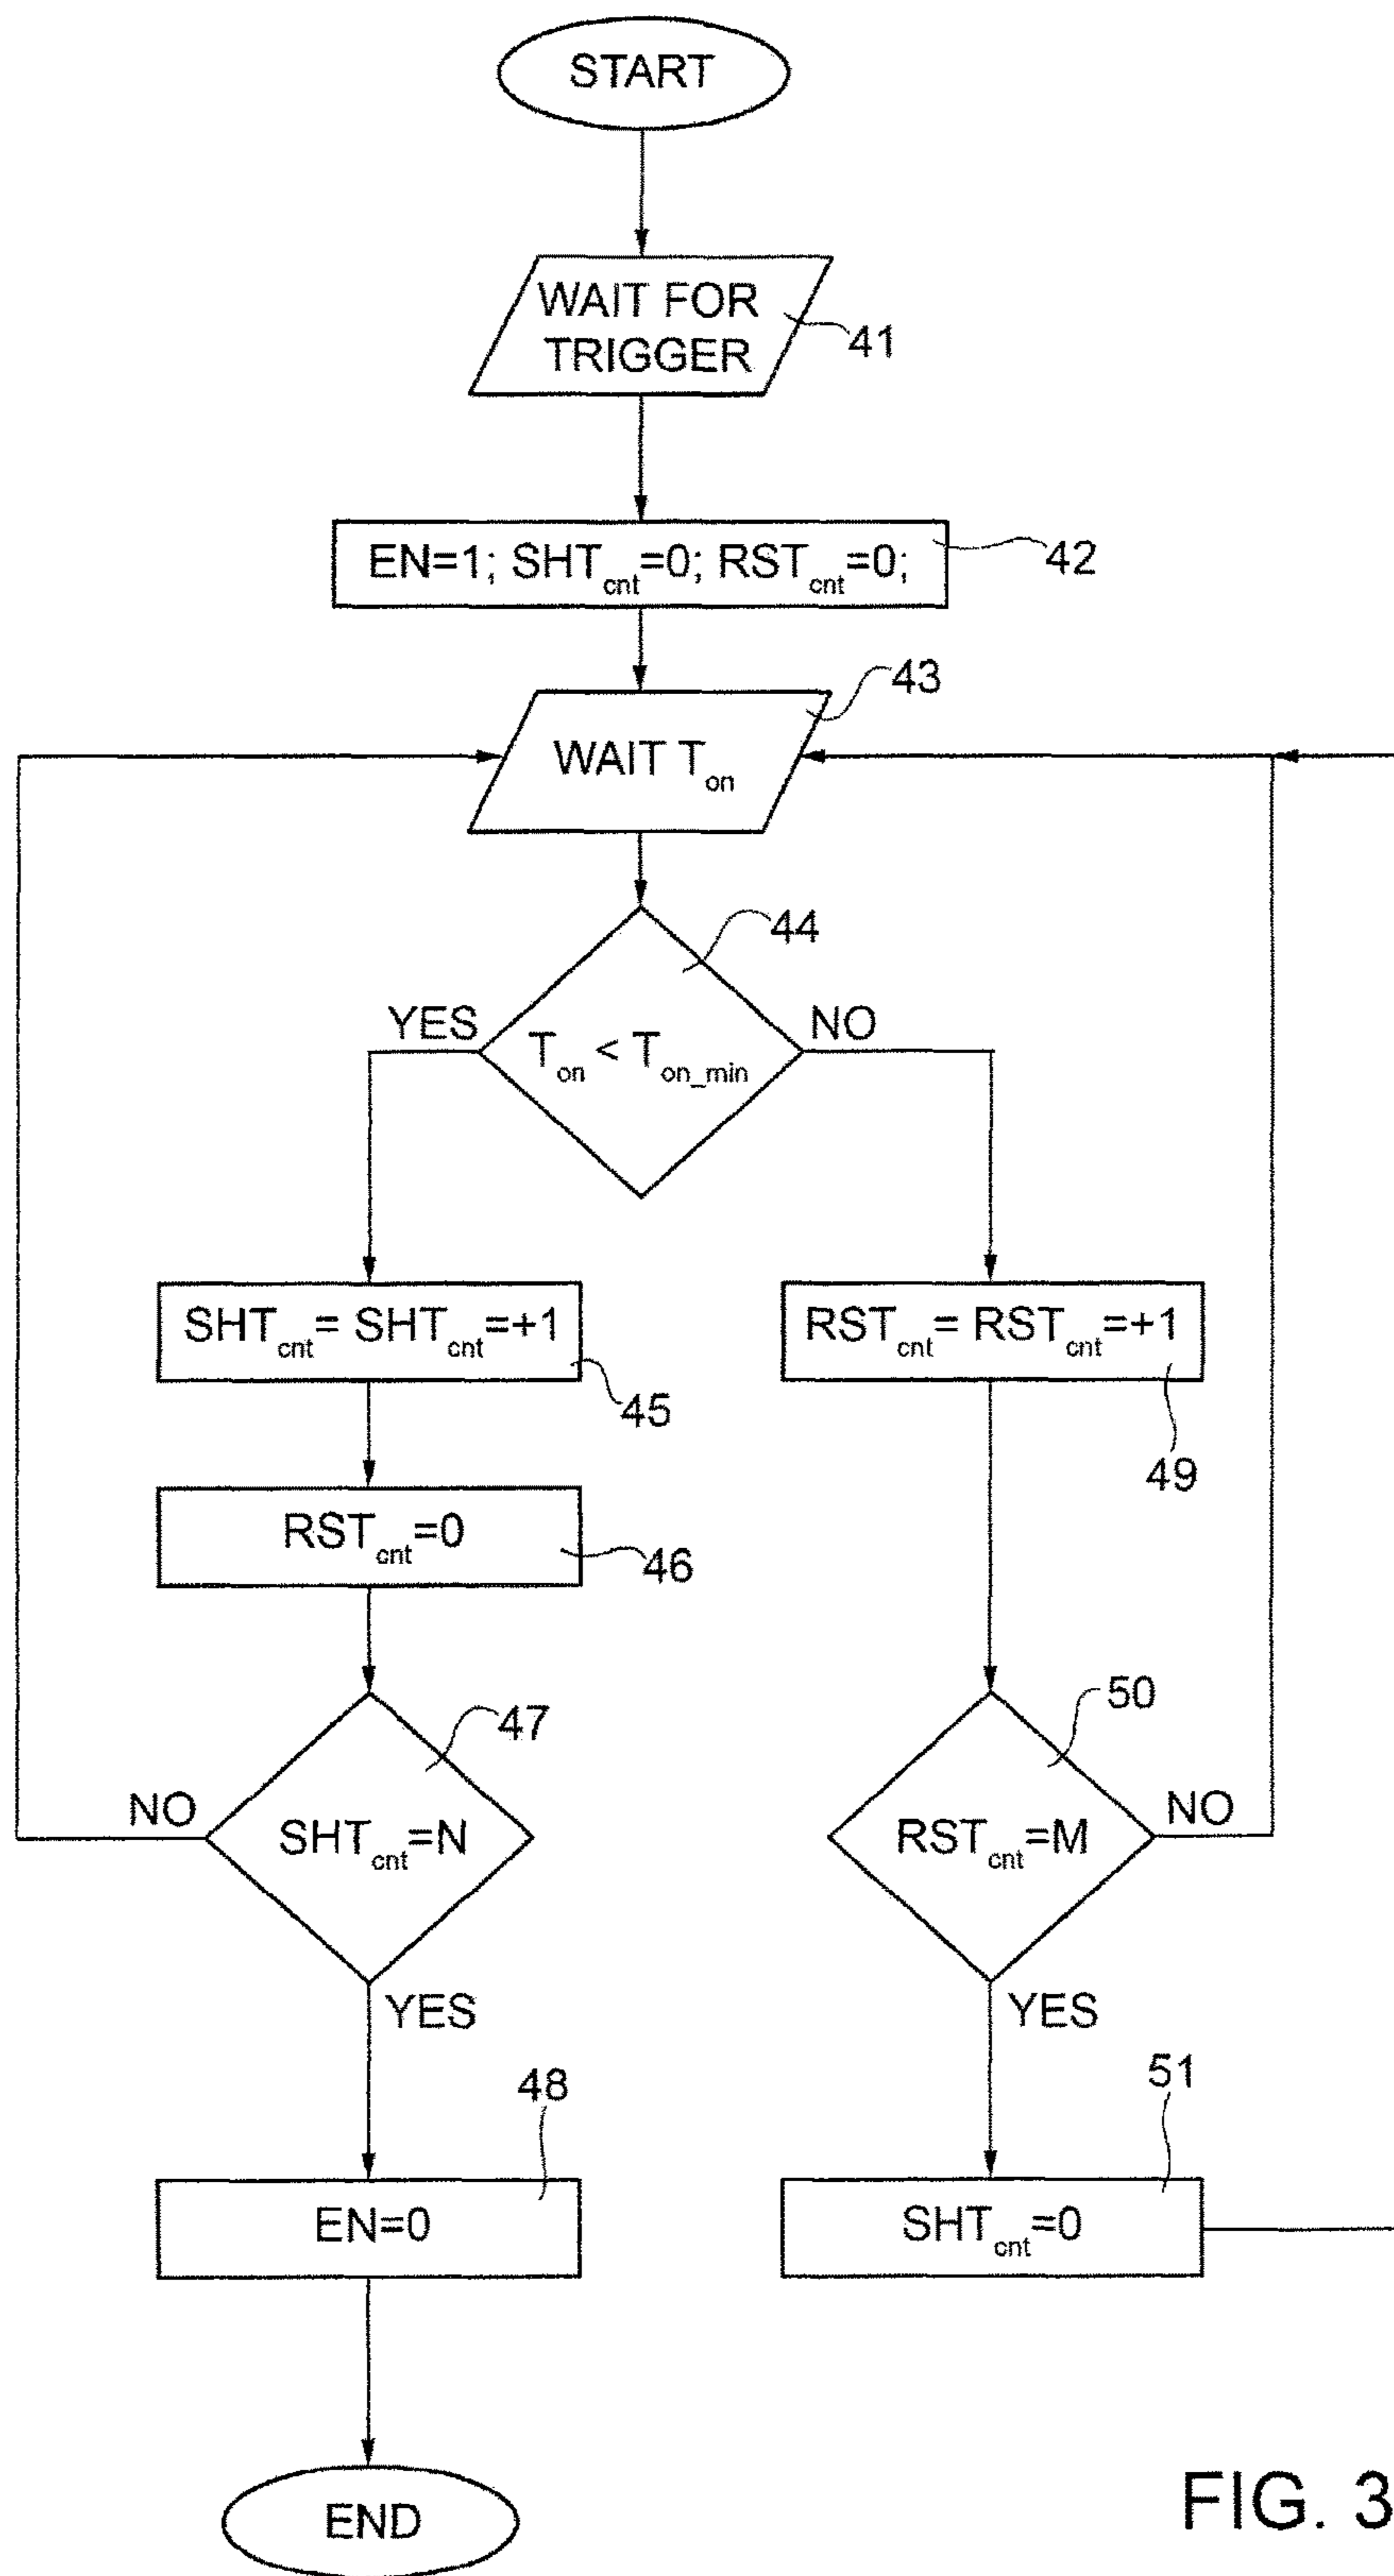 START
WAIT FOR
TRIGGER
41
EN=1; SHTcnt=0; RSTcnt=0;
42
43
WAIT Ton
44
YES
NO
Ton < Ton_min
SHTcnt= SHTcnt=+1
RSTcnt= RSTcnt=+1
45
49
RSTcnt=0
46
47
50
NO
SHTcnt=N
RSTcnt=M
NO
YES
YES
48
51
EN=0
SHTcnt=0
END
FIG. 3